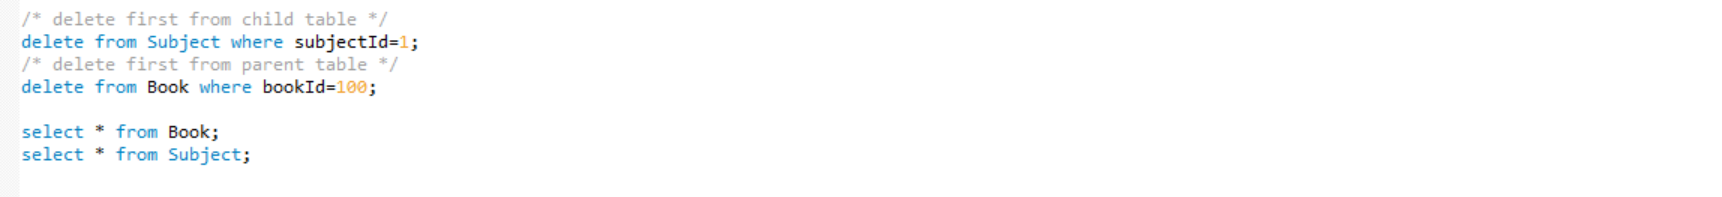 /* delete first from child table */
delete from Subject where subjectId=1;
/* delete first from parent table */
delete from Book where bookId=100;
select * from Book;
select * from Subject;